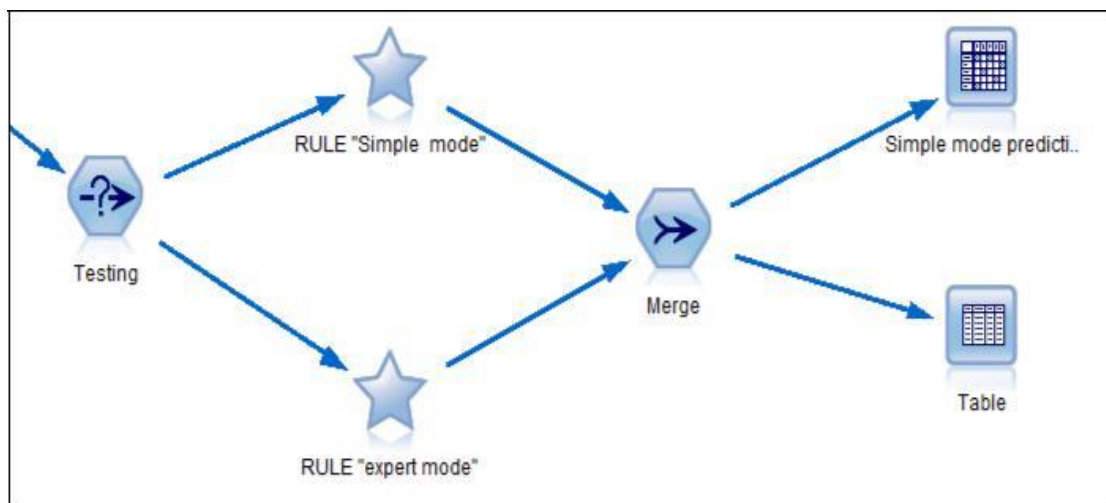 RULE "Simple  mode"
Simple mode predicti..
Testing
Merge
Table
RULE "expert mode"